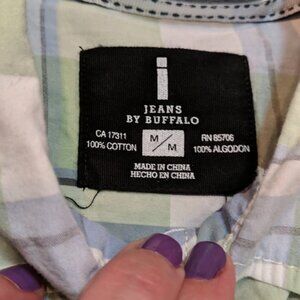 i
JEANS
BY BUFFALO
CA 17311
100% COTTON
M/M
RN 85706
100% ALGODON
MADE IN CHINA
HECHO EN CHINA